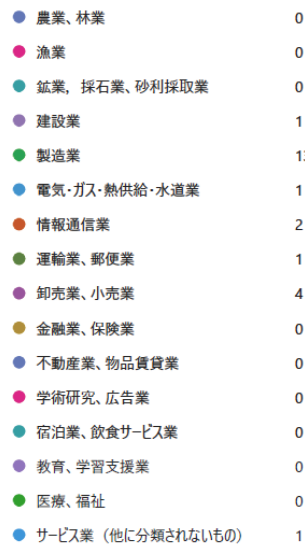 農業、林業 0
漁業 0
鉱業，採石業、砂利採取業 0
建設業 1
製造業 13
電気・ガス・熱供給・水道業 1
情報通信業 2
運輸業、郵便業 1
卸売業、小売業 4
金融業、保険業 0
不動産業、物品賃貸業 0
学術研究、広告業 0
宿泊業、飲食サービス業 0
教育、学習支援業 0
医療、福祉 0
サービス業（他に分類されないもの） 1